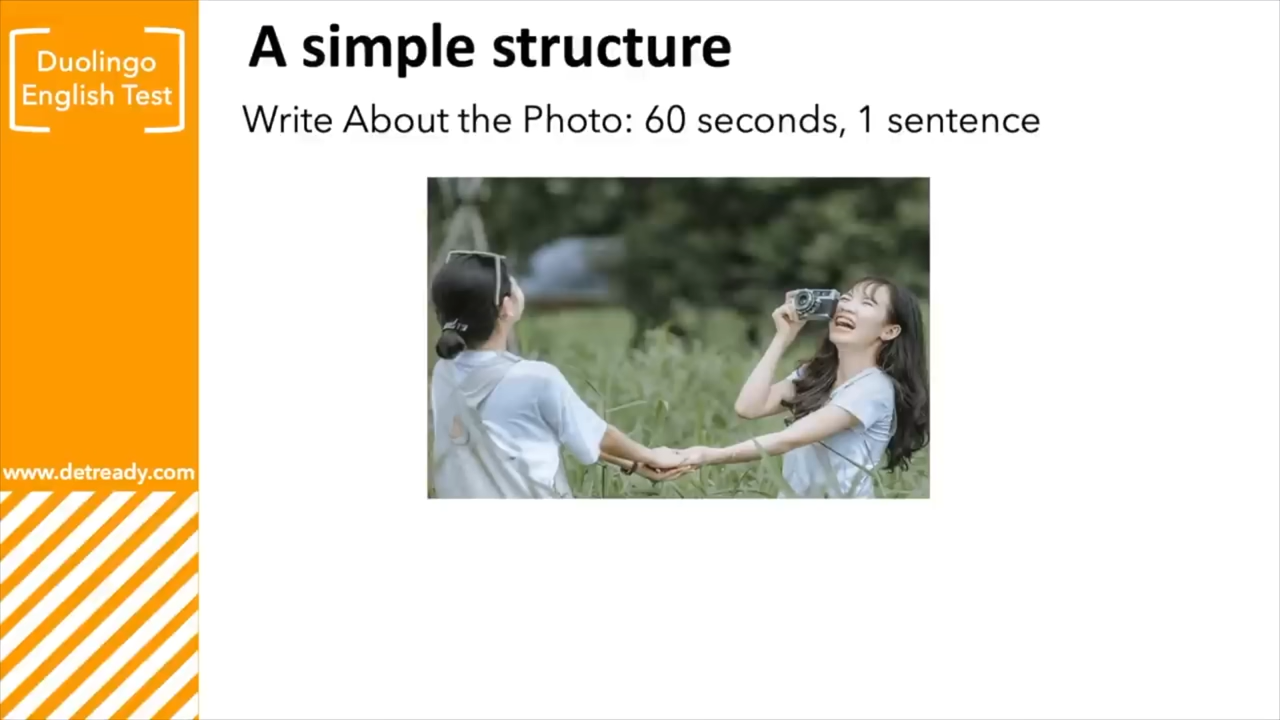 Duolingo
English Test
A simple structure
Write About the Photo: 60 seconds, 1 sentence
www.detready.com